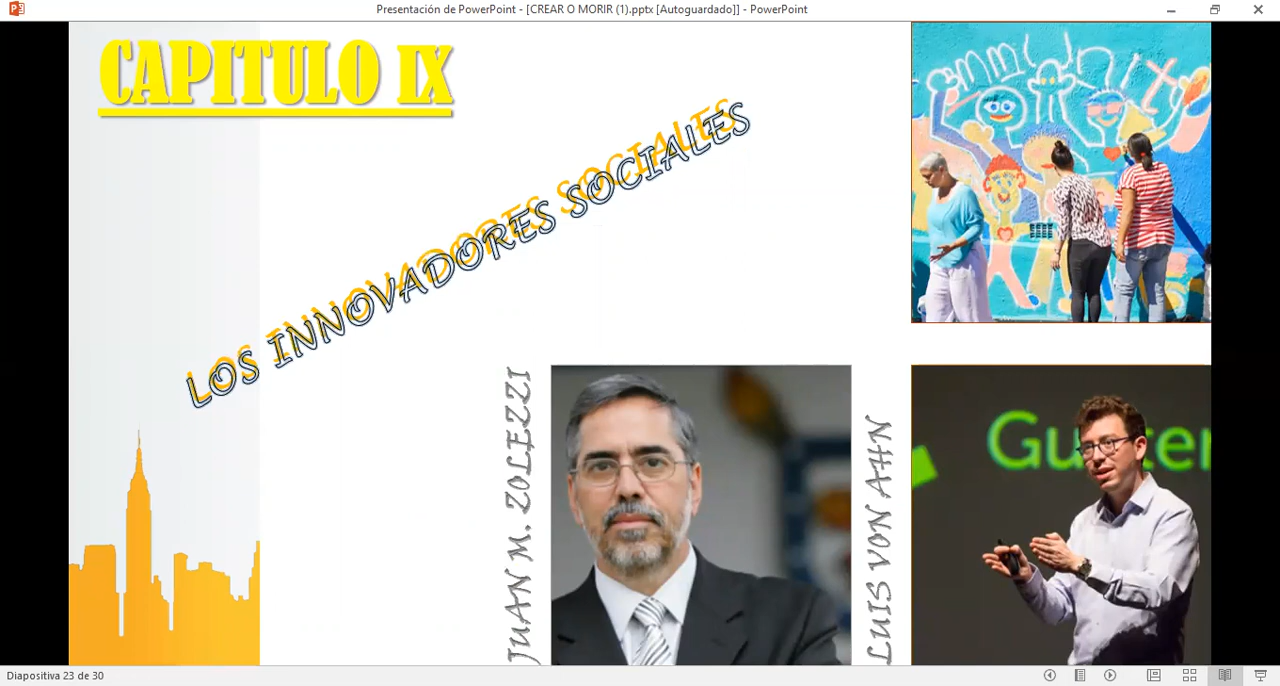 Presentación de PowerPoint - [CREAR O MORIR (1).pptx [Autoguardado]] - PowerPoint
CAPITULO IX
LOS INNOVADORES SOCIALES
JUAN M. ZOLEZZI
LUIS VON AHN
Diapositiva 23 de 30